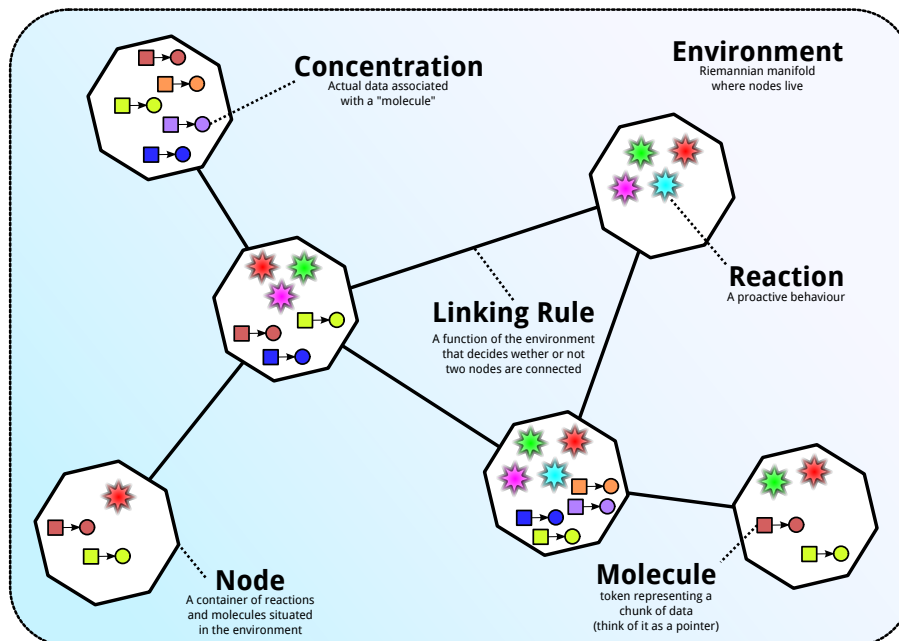 Concentration
Actual data associated
with a "molecule"
Environment
Riemannian manifold
where nodes live
Reaction
A proactive behaviour
Linking Rule
A function of the environment
that decides wether or not
two nodes are connected
Node
A container of reactions
and molecules situated
in the environment
Molecule
token representing a
chunk of data
(think of it as a pointer)